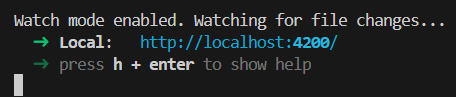 Watch mode enabled. Watching for file changes...
➜ Local: http://localhost:4200/
➜ press h + enter to show help